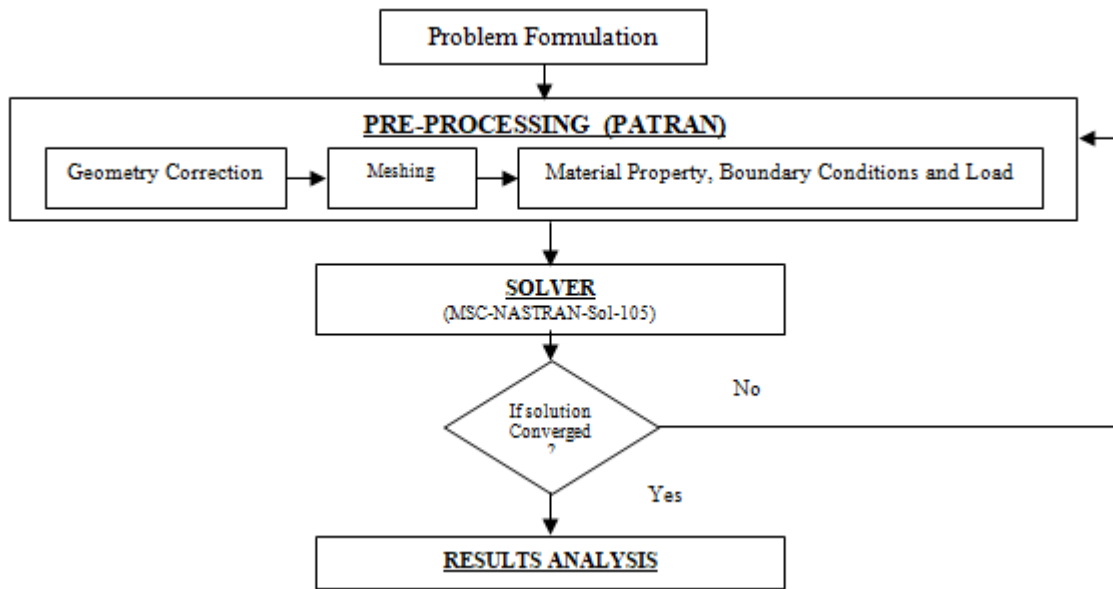 Problem Formulation
PRE-PROCESSING (PATRAN)
Geometry Correction
Meshing
Material Property, Boundary Conditions and Load
SOLVER
(MSC-NASTRAN-Sol-105)
If solution
Converged
?
No
Yes
RESULTS ANALYSIS